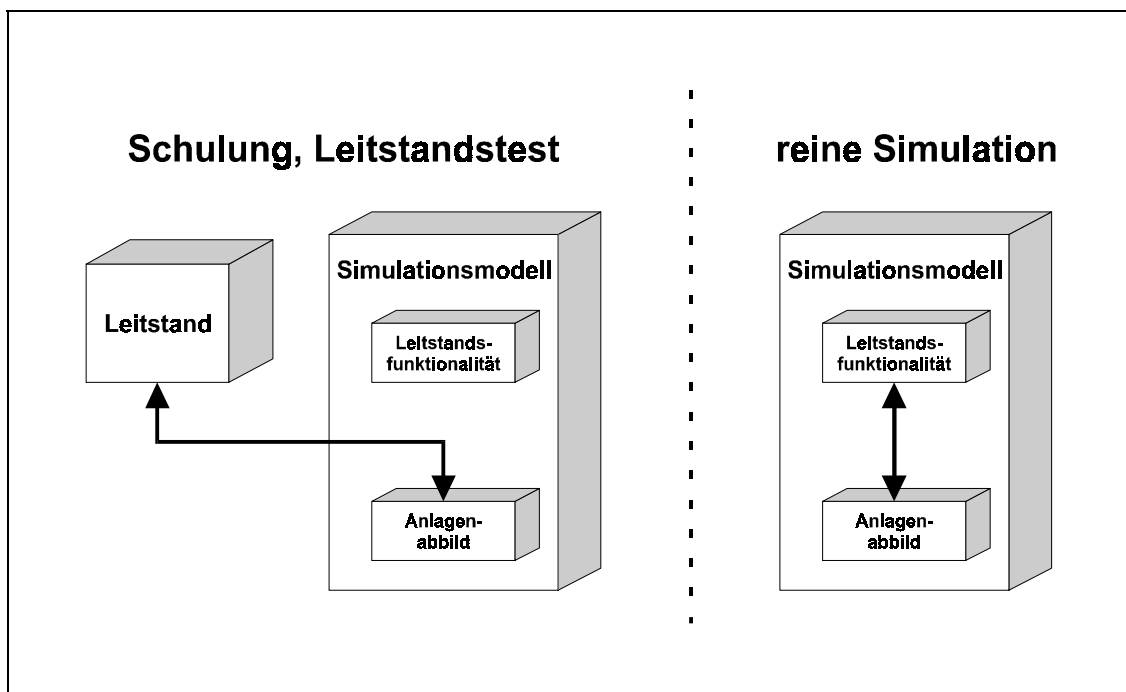 Schulung, Leitstandstest
Leitstand
Simulationsmodell
Leitstands-
funktionalität
Anlagen-
abbild
reine Simulation
Simulationsmodell
Leitstands-
funktionalität
Anlagen-
abbild